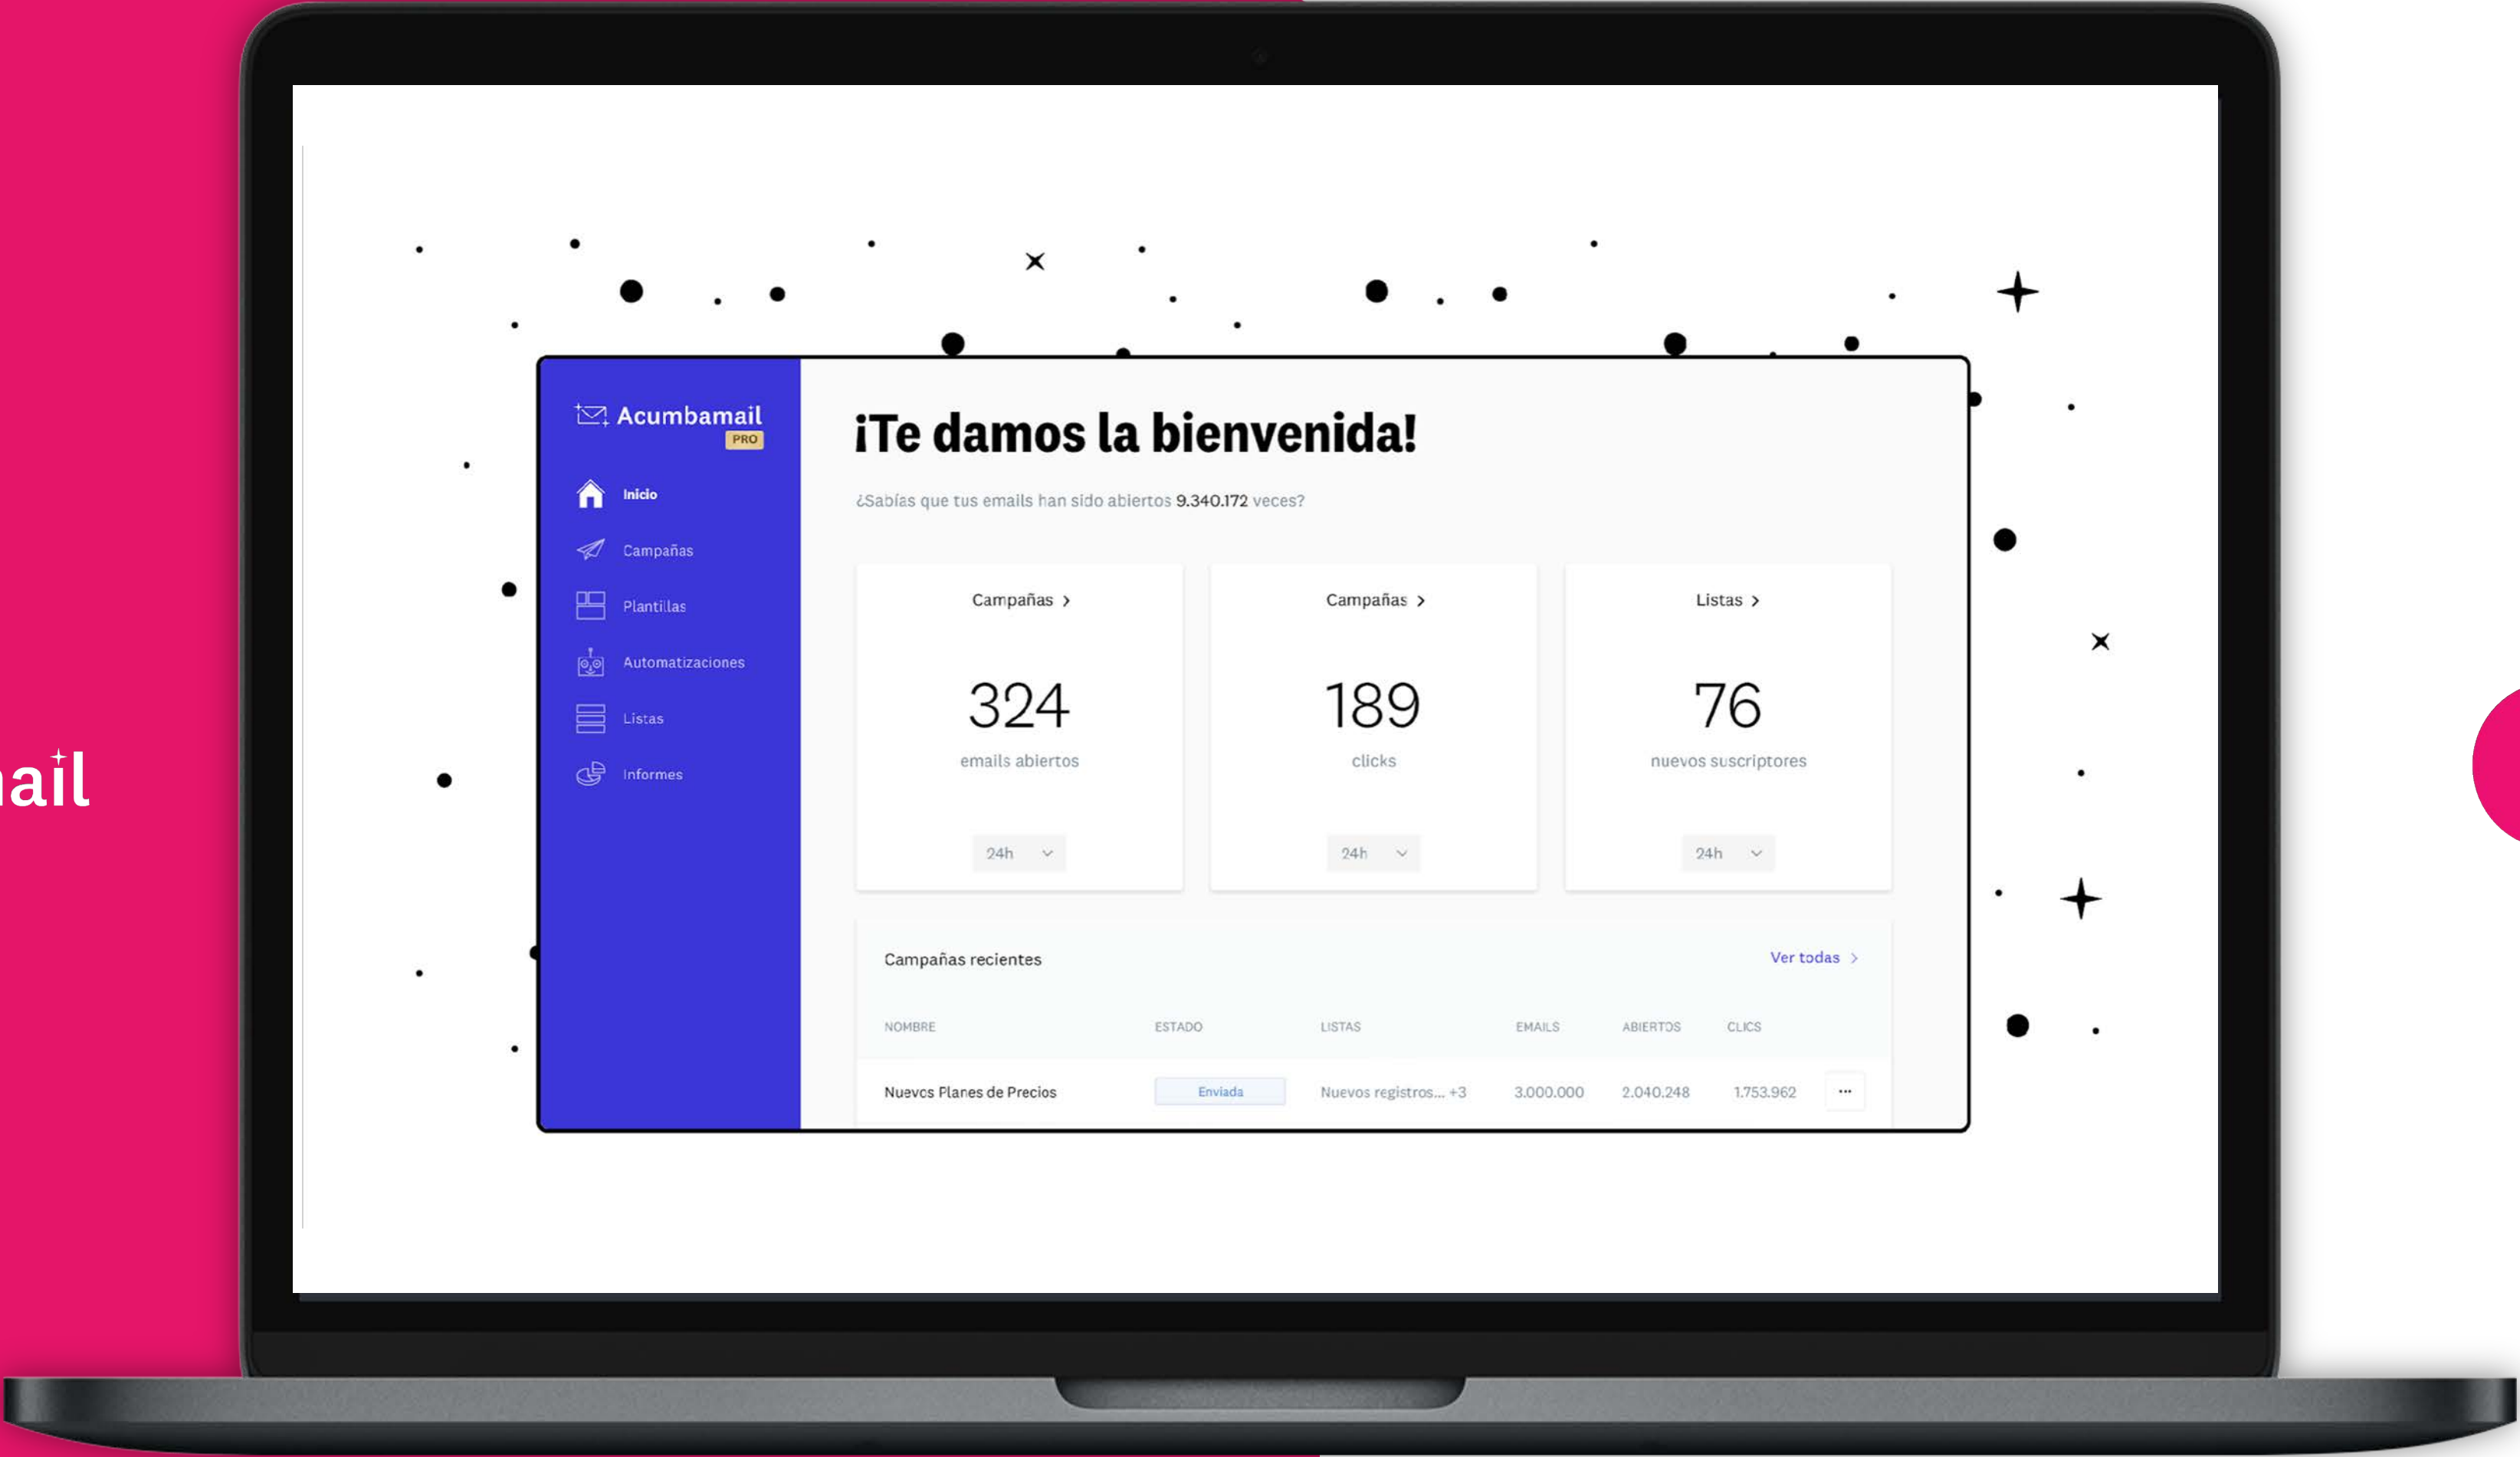 Acumbamail
PRO
Inicio
Campañas
Plantillas
Automatizaciones
Listas
Informes
¡Te damos la bienvenida!
¿Sabías que tus emails han sido abiertos 9.340.172 veces?
Campañas >
324
emails abiertos
24h
Campañas >
189
clicks
24h
Listas >
76
nuevos suscriptores
24h
Campañas recientes
Ver todas >
NOMBRE ESTADO LISTAS EMAILS ABIERTOS CLICS
Nuevos Planes de Precios Enviada Nuevos registros... +3 3.000.000 2.040.248 1.753.962 ...